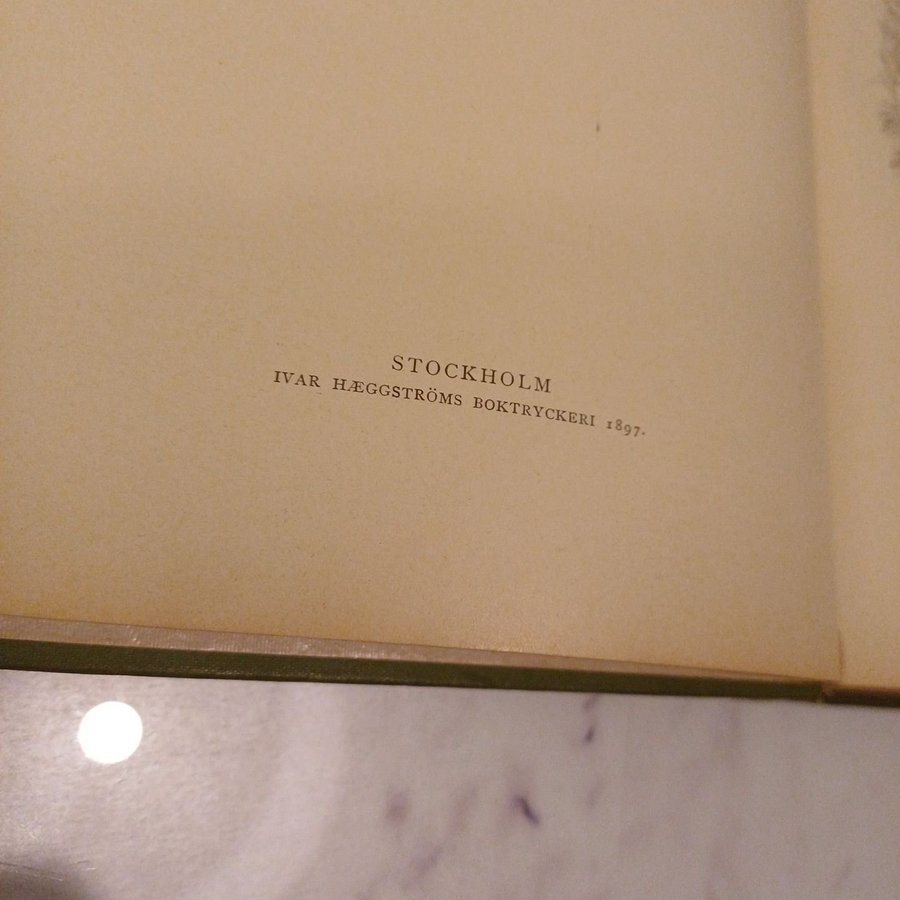 STOCKHOLM
IVAR HÆGGSTRÖMS BOKTRYCKERI 1897.